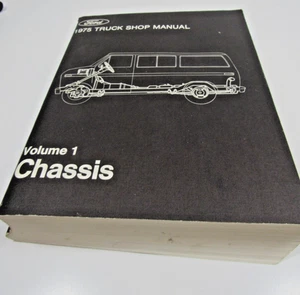 Ford
1975 TRUCK SHOP MANUAL
Volume 1
Chassis